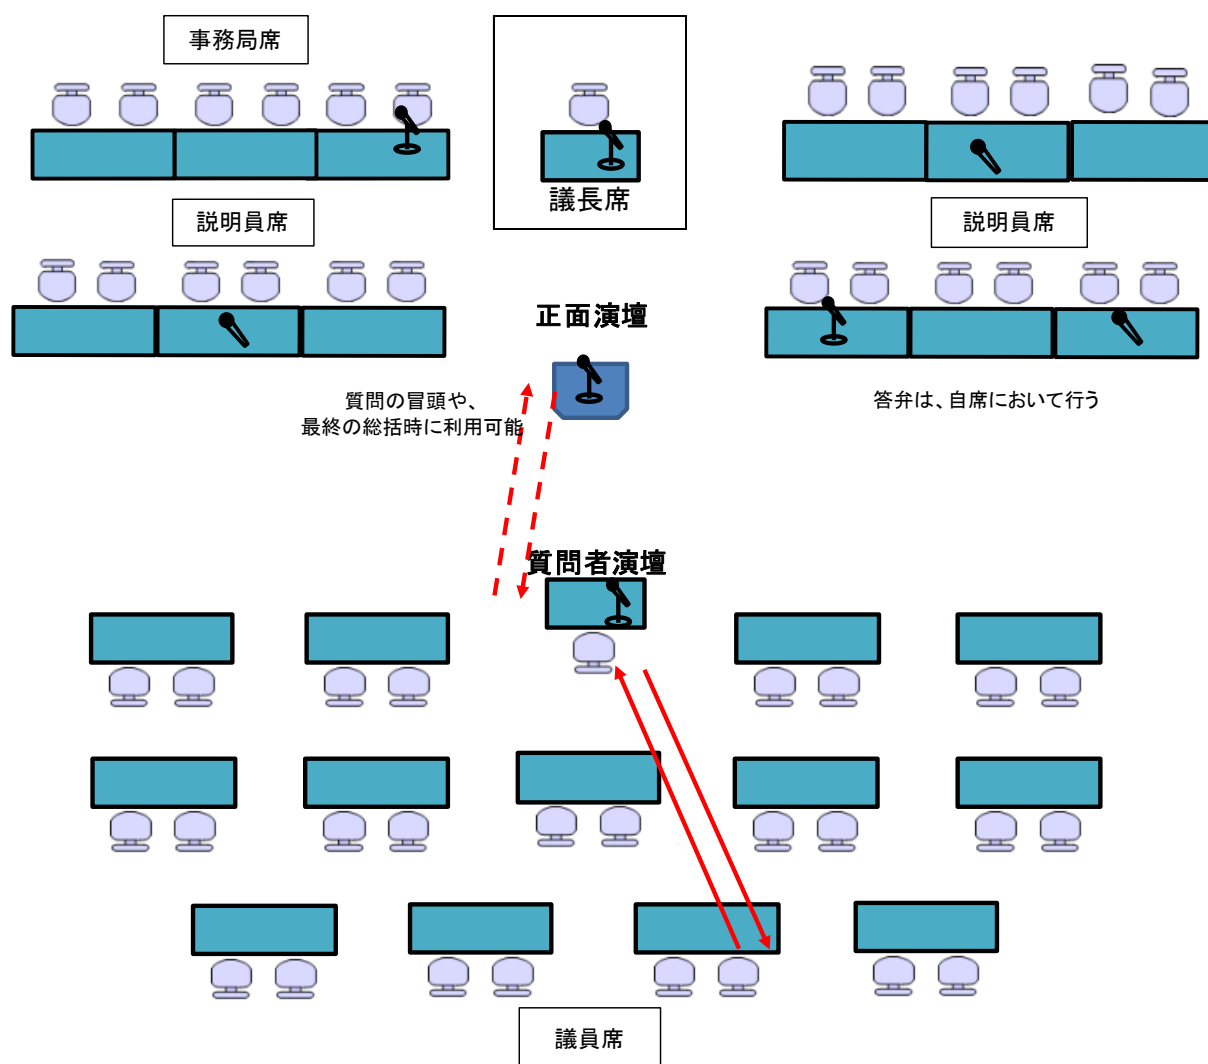 事務局席
議長席
説明員席
説明員席
正面演壇
質問の冒頭や、
最終の総括時に利用可能
答弁は、自席において行う
質問者演壇
議員席